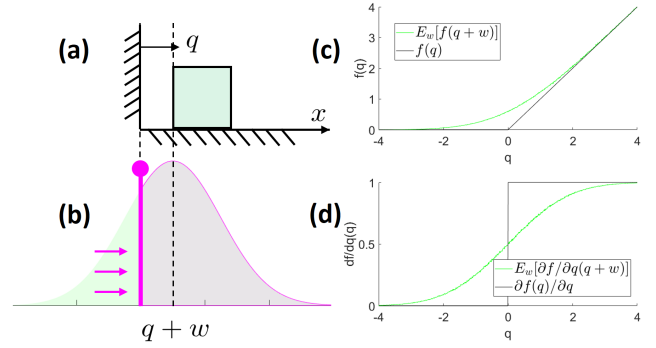 (a)
q
x
(b)
q + w
(c)
4
3
2
1
0
f(q)
E_w[f(q + w)]
f(q)
-4
-2
0
2
4
q
(d)
1
0.5
0
df/dq(q)
E_w[∂f/∂q(q + w)]
∂f(q)/∂q
-4
-2
0
2
4
q